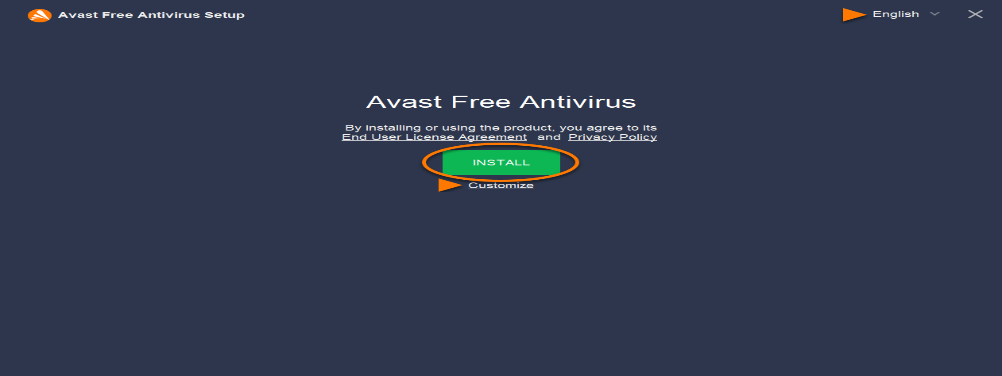 Avast Free Antivirus Setup
English
Avast Free Antivirus
By installing or using the product, you agree to its
End User License Agreement and Privacy Policy
INSTALL
Customize